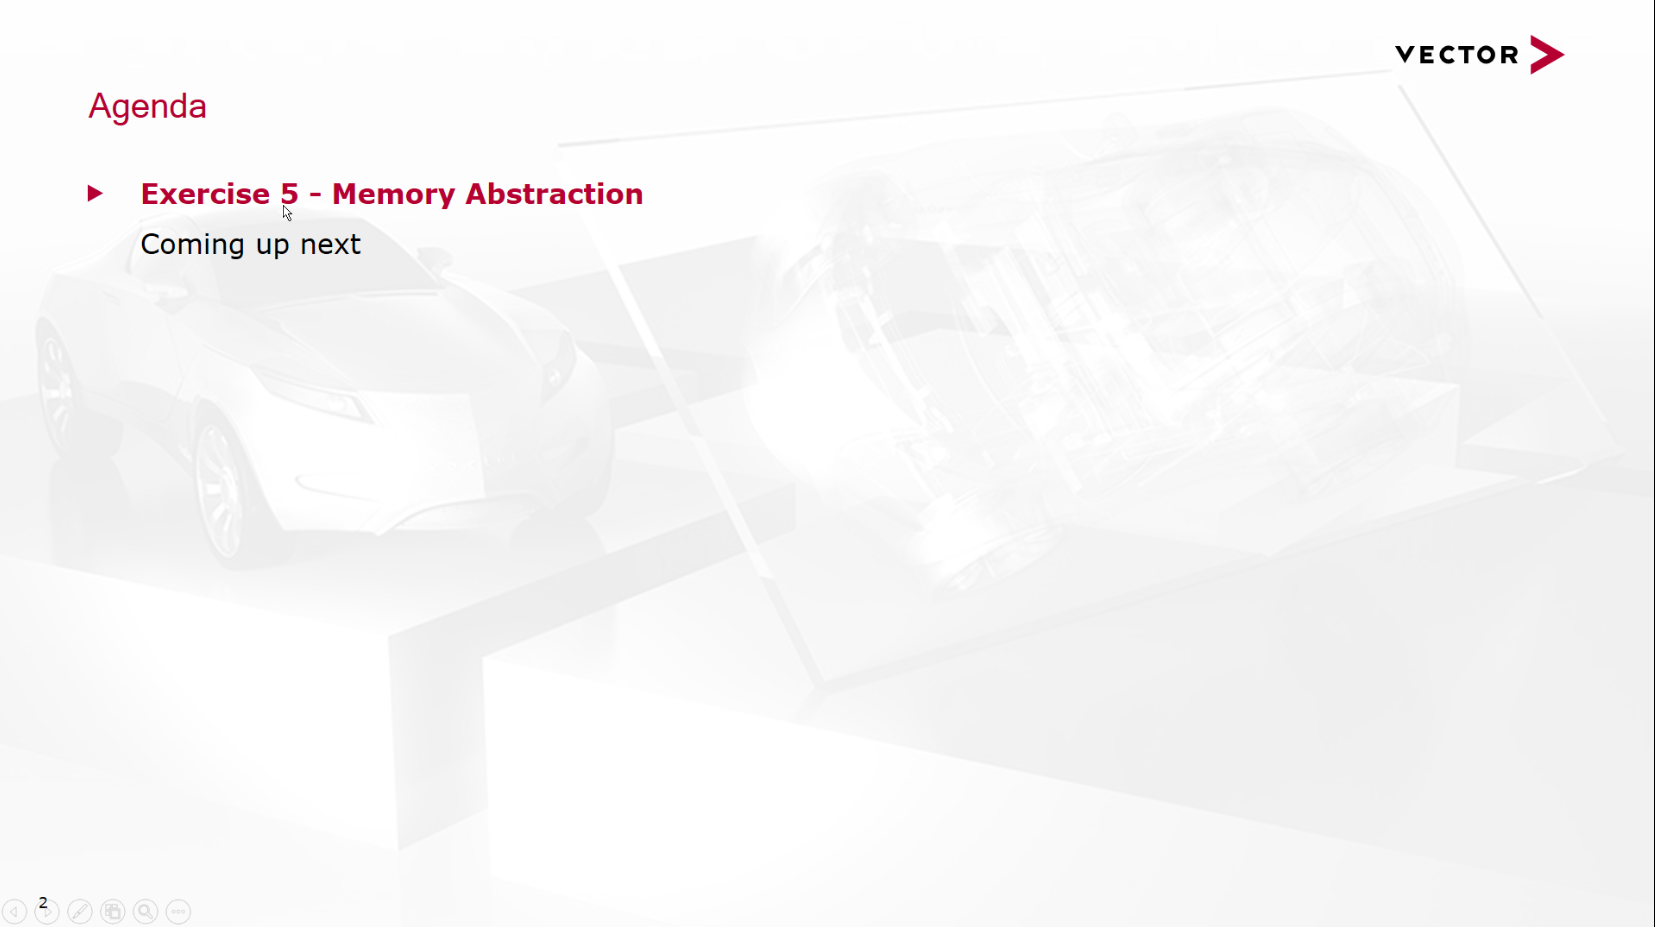 VECTOR
Agenda
Exercise 5 – Memory Abstraction
Coming up next
2